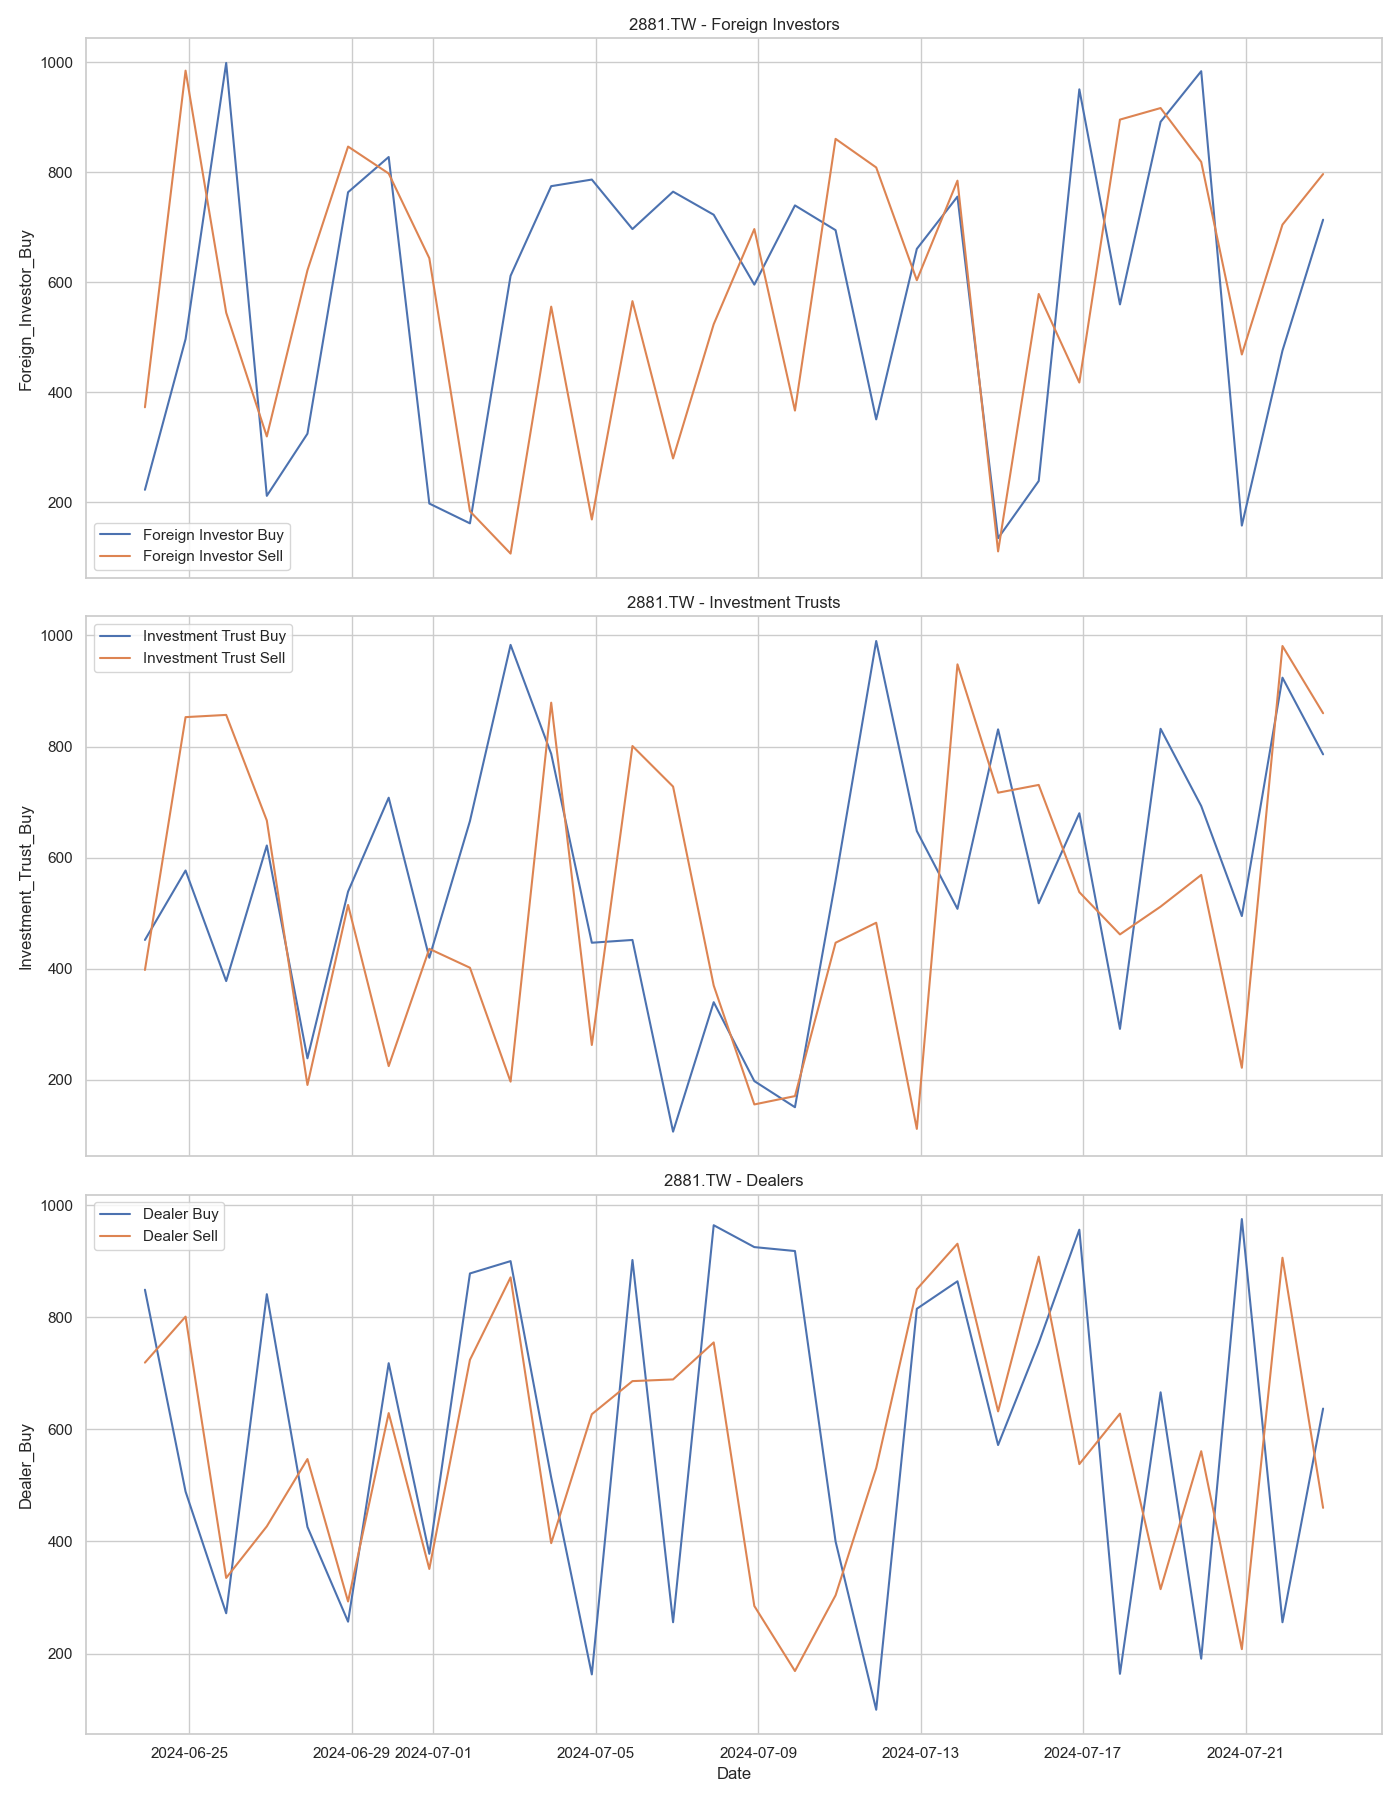 2881.TW - Foreign Investors
Foreign_Investor_Buy
1000
800
600
400
200
Foreign Investor Buy
Foreign Investor Sell
2881.TW - Investment Trusts
Investment_Trust_Buy
1000
800
600
400
200
Investment Trust Buy
Investment Trust Sell
2881.TW - Dealers
Dealer_Buy
1000
800
600
400
200
Dealer Buy
Dealer Sell
2024-06-25 2024-06-29 2024-07-01 2024-07-05 2024-07-09 2024-07-13 2024-07-17 2024-07-21
Date